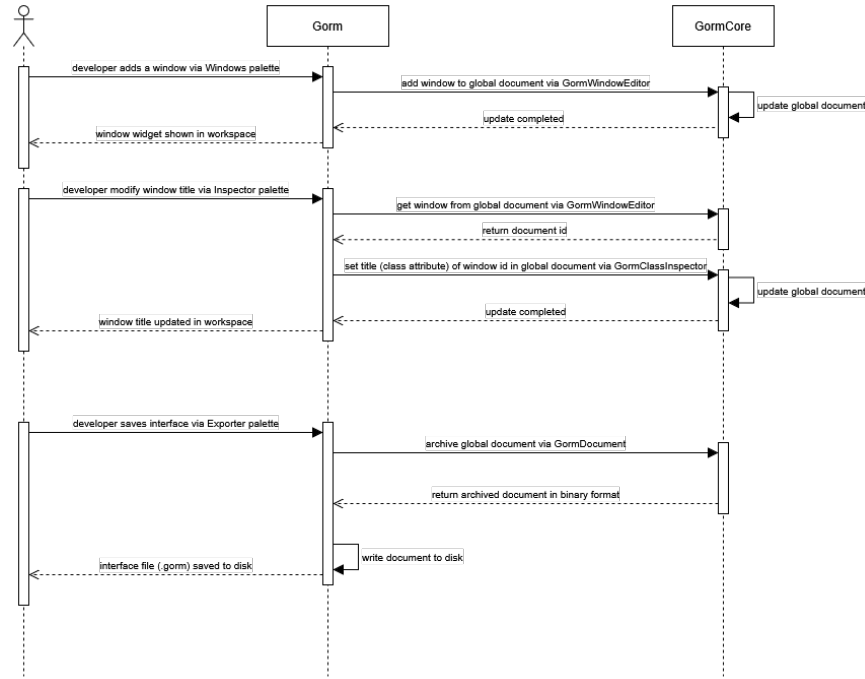 Gorm
GormCore
developer adds a window via Windows palette
add window to global document via GormWindowEditor
update global document
update completed
window widget shown in workspace
developer modify window title via Inspector palette
get window from global document via GormWindowEditor
return document id
set title (class attribute) of window id in global document via GormClassInspector
update global document
update completed
window title updated in workspace
developer saves interface via Exporter palette
archive global document via GormDocument
return archived document in binary format
write document to disk
interface file (.gorm) saved to disk